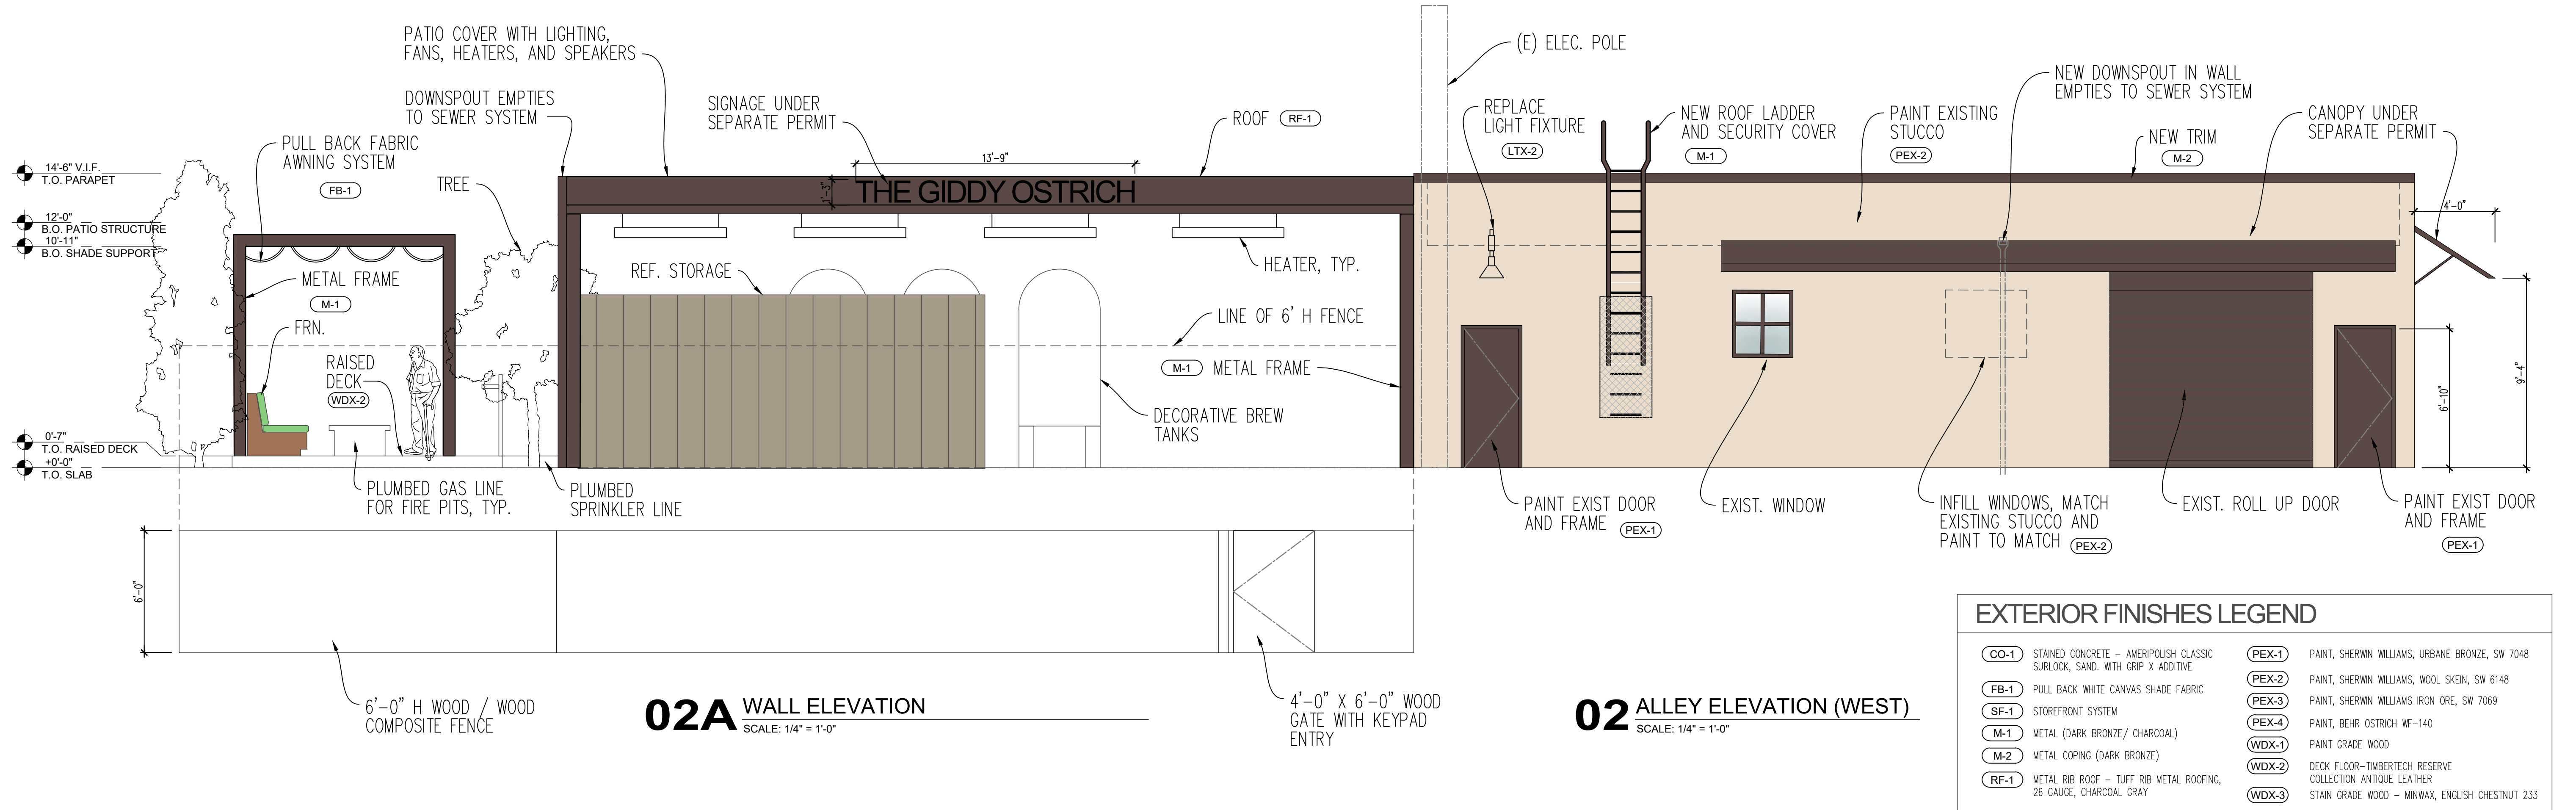 PATIO COVER WITH LIGHTING,
FANS, HEATERS, AND SPEAKERS
DOWNSPOUT EMPTIES
TO SEWER SYSTEM
SIGNAGE UNDER
SEPARATE PERMIT
ROOF RF-1
(E) ELEC. POLE
REPLACE
LIGHT FIXTURE
LTX-2
NEW ROOF LADDER
AND SECURITY COVER
M-1
PAINT EXISTING
STUCCO
PEX-2
NEW DOWNSPOUT IN WALL
EMPTIES TO SEWER SYSTEM
NEW TRIM
M-2
CANOPY UNDER
SEPARATE PERMIT
PULL BACK FABRIC
AWNING SYSTEM
FB-1
TREE
14'-6" V.I.F.
T.O. PARAPET
12'-0"
B.O. PATIO STRUCTURE
10'-11"
B.O. SHADE SUPPORT
0'-7"
T.O. RAISED DECK
+0'-0"
T.O. SLAB
13'-9"
1'-3"
THE GIDDY OSTRICH
4'-0"
METAL FRAME
M-1
FRN.
RAISED
DECK
WDX-2
REF. STORAGE
HEATER, TYP.
LINE OF 6' H FENCE
M-1 METAL FRAME
DECORATIVE BREW
TANKS
6'-10"
9'-4"
PLUMBED GAS LINE
FOR FIRE PITS, TYP.
PLUMBED
SPRINKLER LINE
PAINT EXIST DOOR
AND FRAME PEX-1
EXIST. WINDOW
INFILL WINDOWS, MATCH
EXISTING STUCCO AND
PAINT TO MATCH PEX-2
EXIST. ROLL UP DOOR
PAINT EXIST DOOR
AND FRAME
PEX-1
6'-0"
6'-0" H WOOD / WOOD
COMPOSITE FENCE
02A WALL ELEVATION
SCALE: 1/4" = 1'-0"
4'-0" X 6'-0" WOOD
GATE WITH KEYPAD
ENTRY
02 ALLEY ELEVATION (WEST)
SCALE: 1/4" = 1'-0"
EXTERIOR FINISHES LEGEND
CO-1 STAINED CONCRETE - AMERIPOLISH CLASSIC
SURLOCK, SAND. WITH GRIP X ADDITIVE
FB-1 PULL BACK WHITE CANVAS SHADE FABRIC
SF-1 STOREFRONT SYSTEM
M-1 METAL (DARK BRONZE/ CHARCOAL)
M-2 METAL COPING (DARK BRONZE)
RF-1 METAL RIB ROOF - TUFF RIB METAL ROOFING,
26 GAUGE, CHARCOAL GRAY
PEX-1 PAINT, SHERWIN WILLIAMS, URBANE BRONZE, SW 7048
PEX-2 PAINT, SHERWIN WILLIAMS, WOOL SKEIN, SW 6148
PEX-3 PAINT, SHERWIN WILLIAMS IRON ORE, SW 7069
PEX-4 PAINT, BEHR OSTRICH WF-140
WDX-1 PAINT GRADE WOOD
WDX-2 DECK FLOOR-TIMBERTECH RESERVE
COLLECTION ANTIQUE LEATHER
WDX-3 STAIN GRADE WOOD - MINWAX, ENGLISH CHESTNUT 233